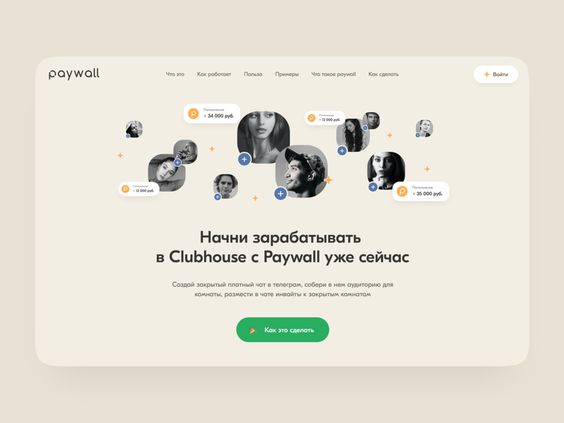 paywall
Что это
Как работает
Польза
Примеры
Что такое paywall
Как сделать
Войти
Пополнение
+ 34 000 руб.
Пополнение
+ 12 000 руб.
Пополнение
+ 12 000 руб.
Пополнение
+ 35 000 руб.
Начни зарабатывать
в Clubhouse с Paywall уже сейчас
Создай закрытый платный чат в телеграм, собери в нем аудиторию для
комнаты, размести в чате инвайты к закрытым комнатам
Как это сделать